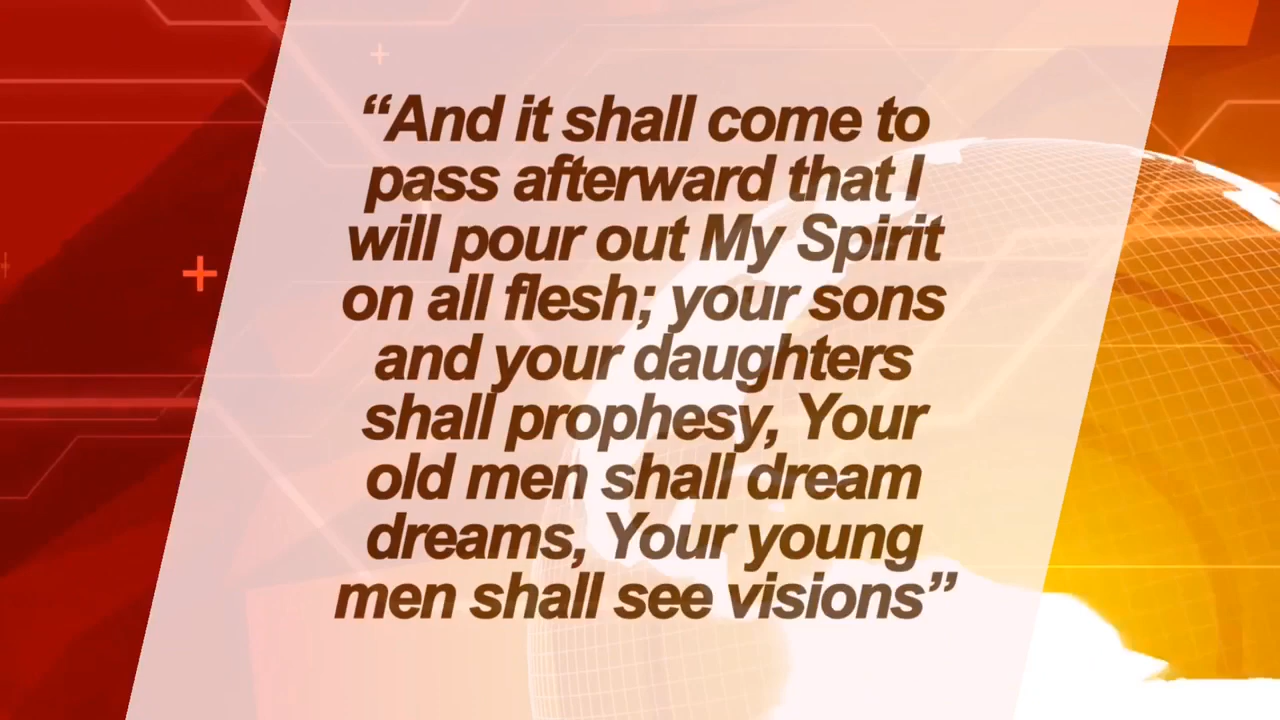 “And it shall come to
pass afterward that I
will pour out My Spirit
on all flesh; your sons
and your daughters
shall prophesy, Your
old men shall dream
dreams, Your young
men shall see visions”